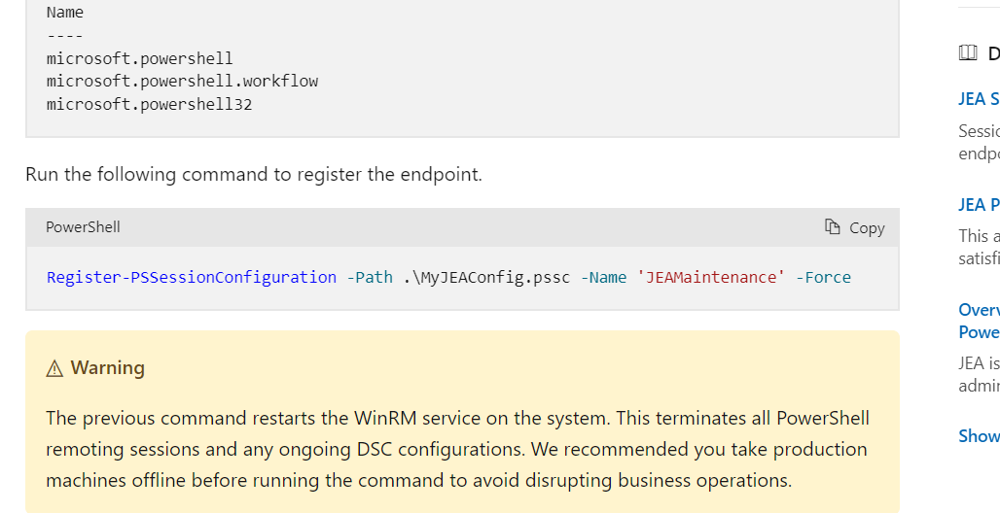 Name
----
microsoft.powershell
microsoft.powershell.workflow
microsoft.powershell32
Run the following command to register the endpoint.
PowerShell
Copy
Register-PSSessionConfiguration -Path .\MyJEAConfig.pssc -Name 'JEAMaintenance' -Force
Warning
The previous command restarts the WinRM service on the system. This terminates all PowerShell
remoting sessions and any ongoing DSC configurations. We recommended you take production
machines offline before running the command to avoid disrupting business operations.
D
JEA S
Sessio
endpo
JEA P
This a
satisfi
Overv
Powe
JEA is
admin
Show